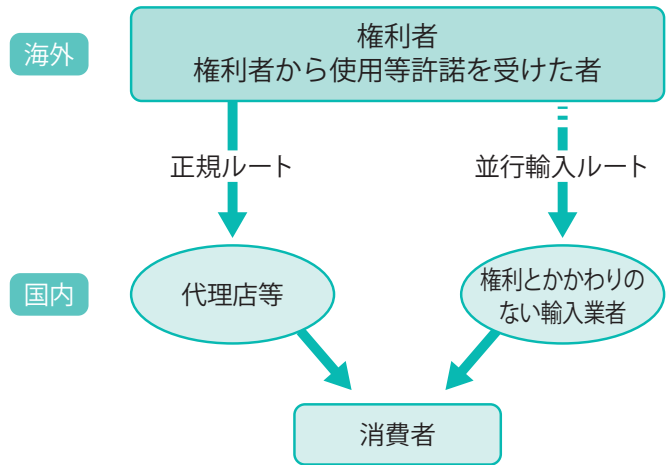 海外
権利者
権利者から使用等許諾を受けた者
正規ルート
並行輸入ルート
国内
代理店等
権利とかかわりの
ない輸入業者
消費者